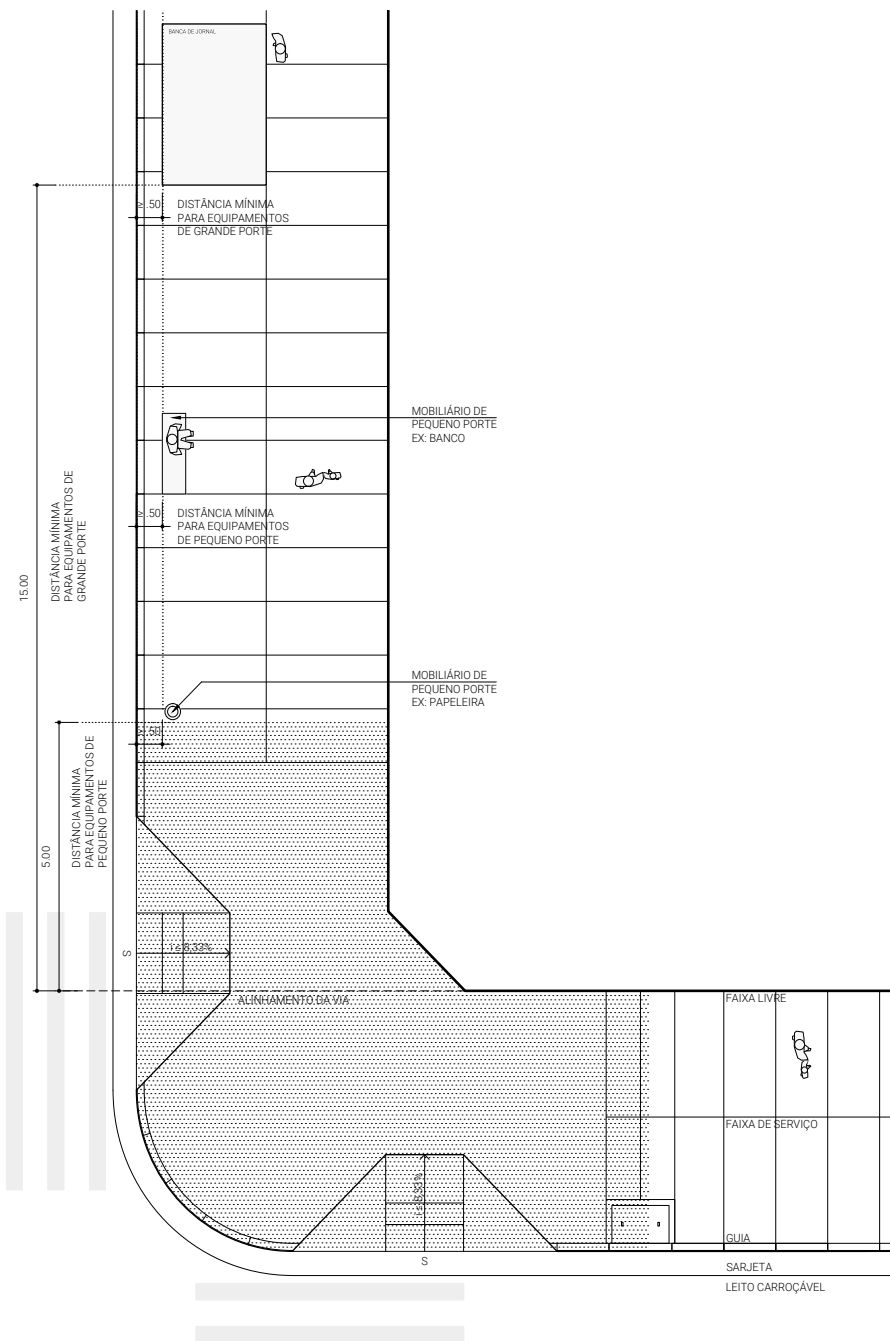 BANCA DE JORNAL
≥ .50
DISTÂNCIA MÍNIMA
PARA EQUIPAMENTOS
DE GRANDE PORTE
MOBILIÁRIO DE
PEQUENO PORTE
EX: BANCO
≥ .50
DISTÂNCIA MÍNIMA
PARA EQUIPAMENTOS
DE PEQUENO PORTE
15.00
DISTÂNCIA MÍNIMA
PARA EQUIPAMENTOS DE
GRANDE PORTE
MOBILIÁRIO DE
PEQUENO PORTE
EX: PAPELEIRA
≥ .50
5.00
DISTÂNCIA MÍNIMA
PARA EQUIPAMENTOS DE
PEQUENO PORTE
S
i ≤ 8,33%
ALINHAMENTO DA VIA
FAIXA LIVRE
FAIXA DE SERVIÇO
i ≤ 8,33%
S
GUIA
SARJETA
LEITO CARROÇÁVEL